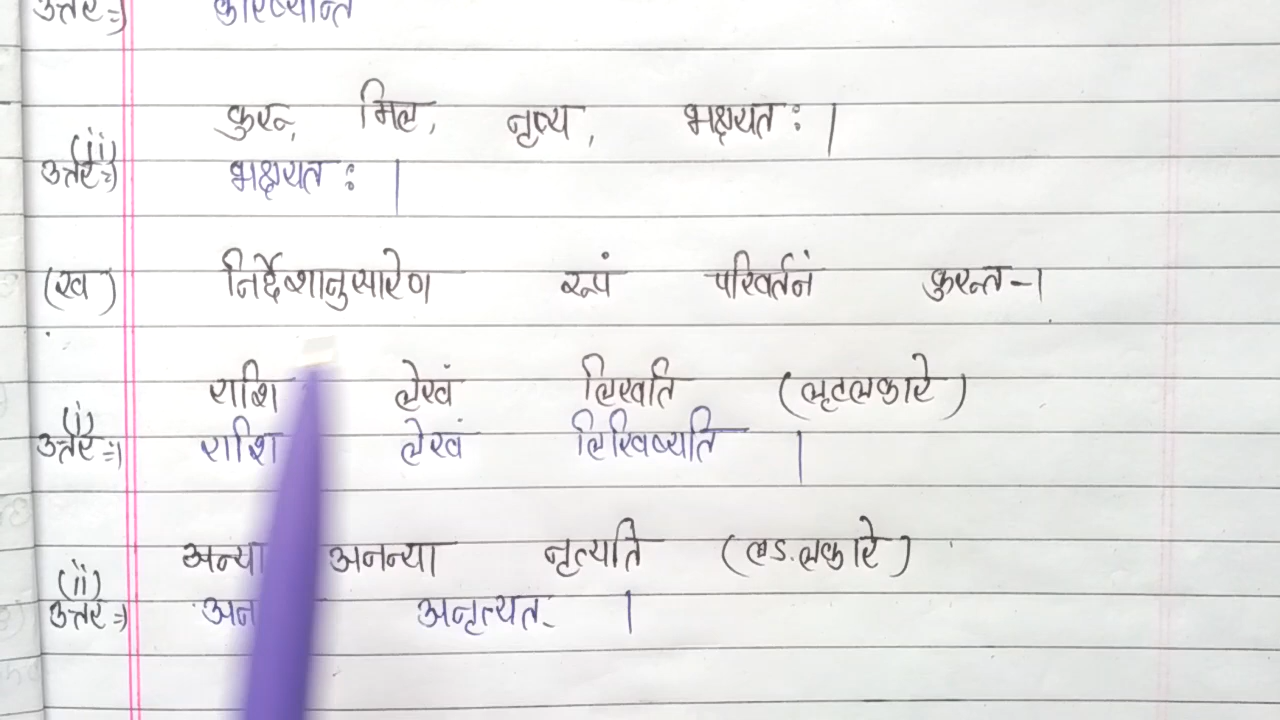 उत्तर⇒ करिष्यन्ति
कुरुत, मिल, नृष्य, भक्षयतः |
(ii)
उत्तर⇒ भक्षयतः |
(ख) निर्देशानुसारेण रूपं परिवर्तनं कुरुत-।
राशि लेखं लिखति (लृटलकारे)
(i)
उत्तर⇒ राशि लेखं लिखिष्यति |
अन्या अनन्या नृत्यति (लङ्लकारे)
(ii)
उत्तर⇒ अनृत्यत |